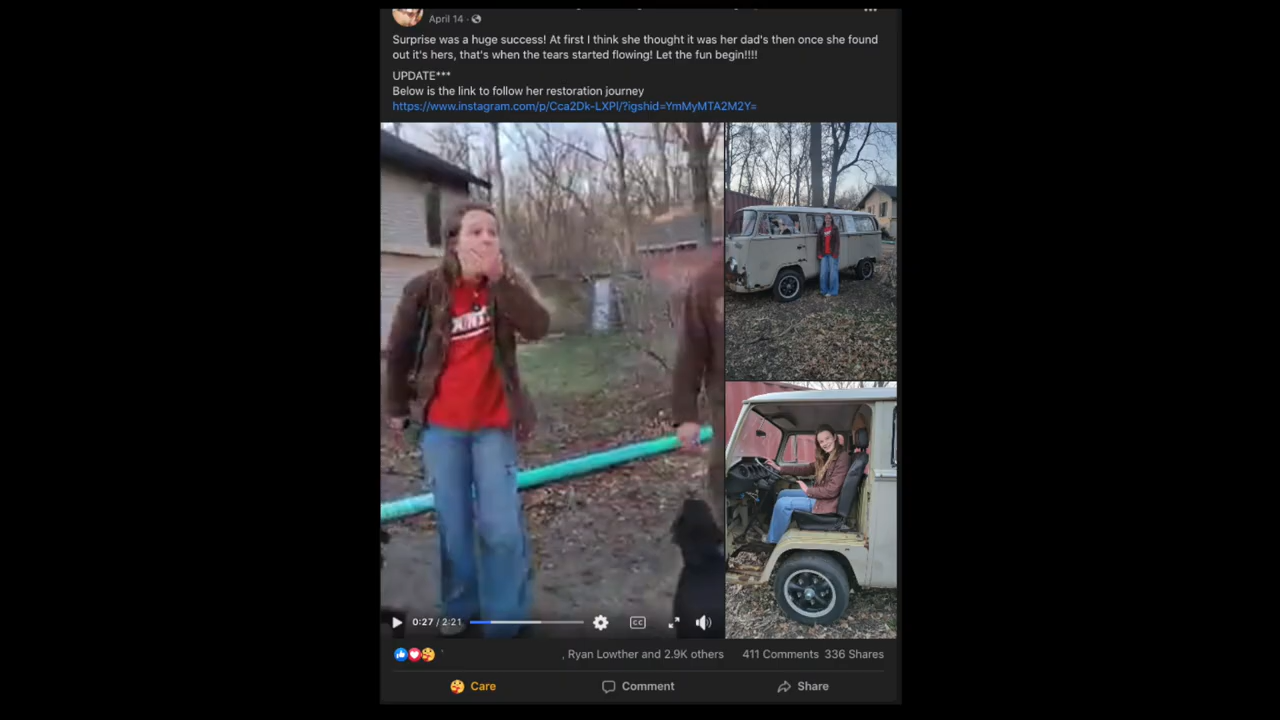 April 14 ·
Surprise was a huge success! At first I think she thought it was her dad's then once she found
out it's hers, that's when the tears started flowing! Let the fun begin!!!!
UPDATE***
Below is the link to follow her restoration journey
https://www.instagram.com/p/Cca2Dk-LXPl/?igshid=YmMyMTA2M2Y=
0:27 / 2:21
CC
, Ryan Lowther and 2.9K others
411 Comments 336 Shares
Care
Comment
Share